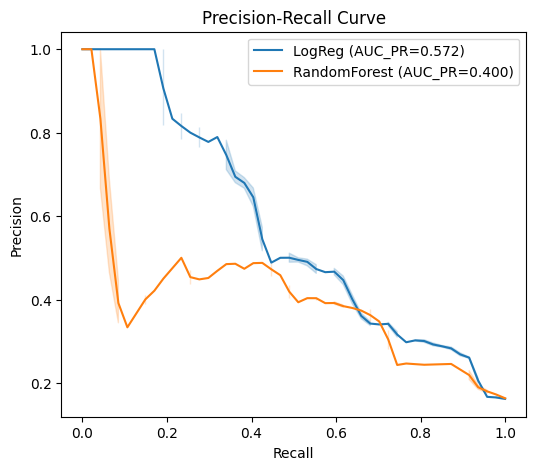 Precision-Recall Curve
LogReg (AUC_PR=0.572)
RandomForest (AUC_PR=0.400)
Precision
1.0
0.8
0.6
0.4
0.2
0.0 0.2 0.4 0.6 0.8 1.0
Recall